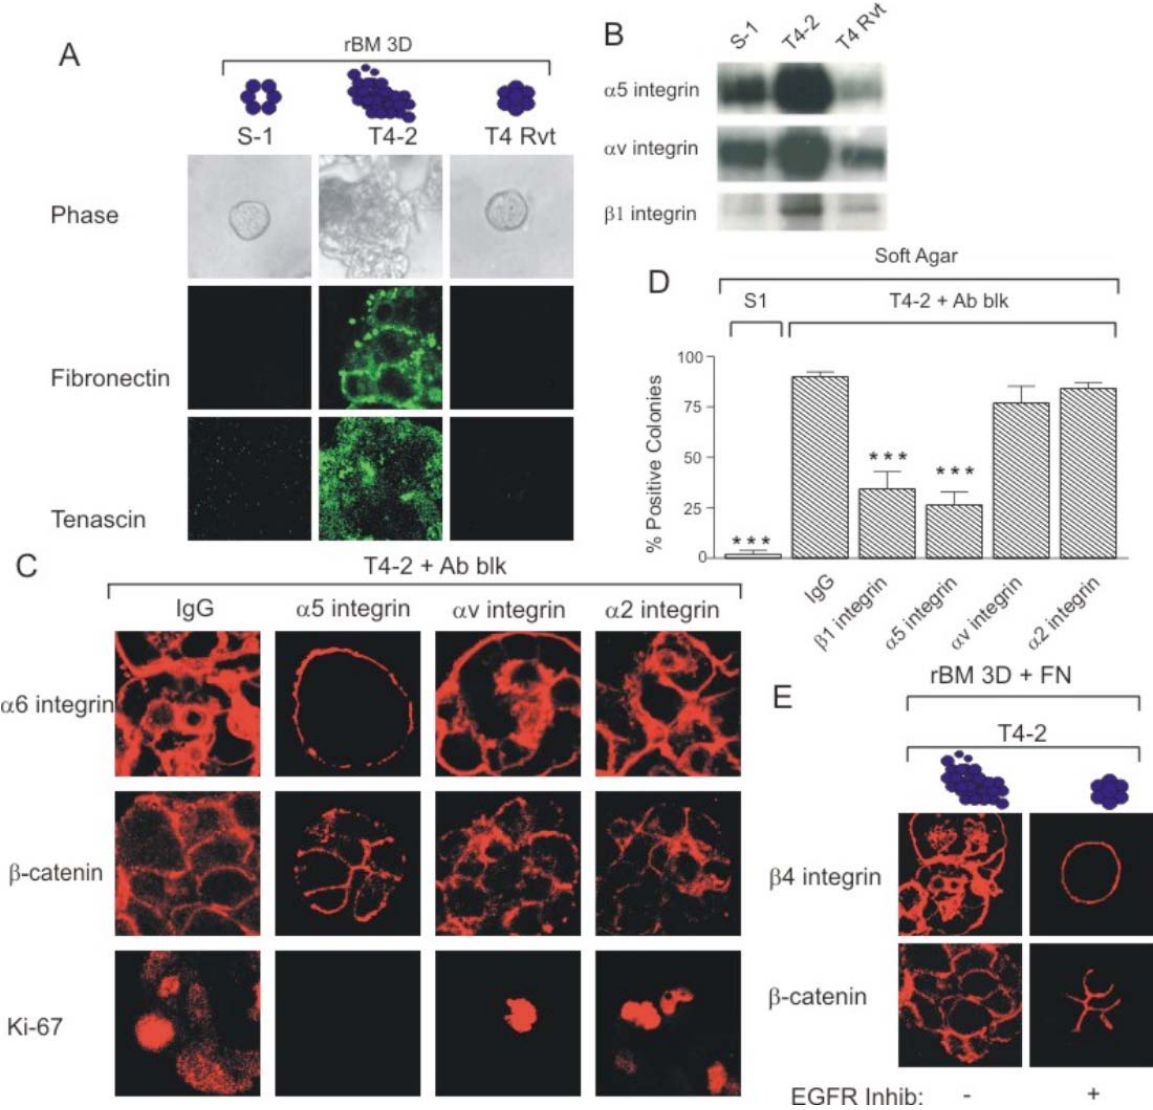 A
rBM 3D
S-1
T4-2
T4 Rvt
Phase
Fibronectin
Tenascin
B
S-1
T4-2
T4 Rvt
α5 integrin
αv integrin
β1 integrin
C
T4-2 + Ab blk
IgG
α5 integrin
αv integrin
α2 integrin
α6 integrin
β-catenin
Ki-67
D
Soft Agar
S1
T4-2 + Ab blk
% Positive Colonies
100
75
50
25
0
***
***
***
IgG
β1 integrin
α5 integrin
αv integrin
α2 integrin
E
rBM 3D + FN
T4-2
β4 integrin
β-catenin
EGFR Inhib: - +